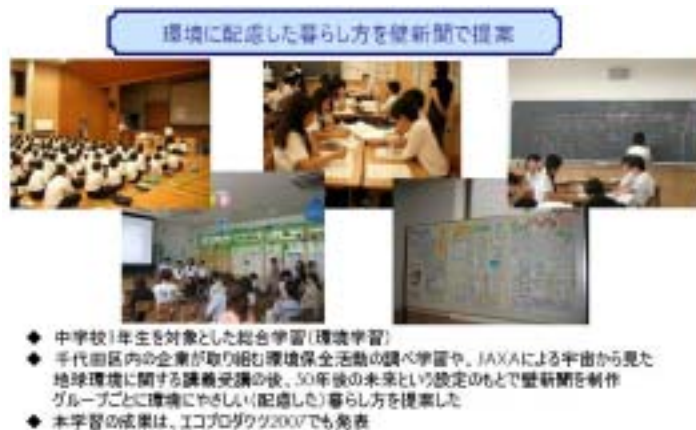 環境に配慮した暮らし方を壁新聞で提案
◆ 中学校1年生を対象とした総合学習(環境学習)
◆ 千代田区内の企業が取り組む環境保全活動の調べ学習や、JAXAによる宇宙から見た
地球環境に関する講義受講の後、50年後の未来という設定のもとで壁新聞を制作
グループごとに環境にやさしい(配慮した)暮らし方を提案した
◆ 本学習の成果は、エコプロダクツ2007でも発表